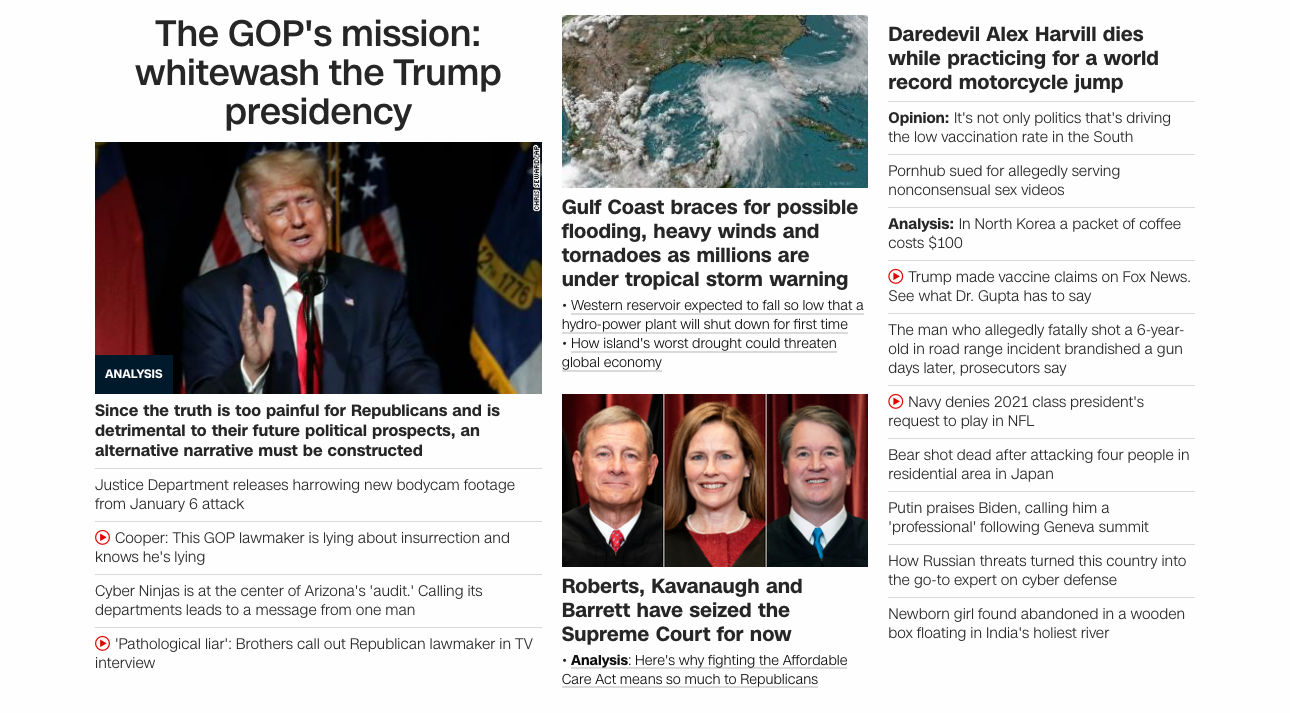 The GOP's mission:
whitewash the Trump
presidency
CHRIS SEWARD/AP
12TH 1776
ANALYSIS
Since the truth is too painful for Republicans and is
detrimental to their future political prospects, an
alternative narrative must be constructed
Justice Department releases harrowing new bodycam footage
from January 6 attack
Cooper: This GOP lawmaker is lying about insurrection and
knows he's lying
Cyber Ninjas is at the center of Arizona's 'audit.' Calling its
departments leads to a message from one man
'Pathological liar': Brothers call out Republican lawmaker in TV
interview
Gulf Coast braces for possible
flooding, heavy winds and
tornadoes as millions are
under tropical storm warning
• Western reservoir expected to fall so low that a
hydro-power plant will shut down for first time
• How island's worst drought could threaten
global economy
Roberts, Kavanaugh and
Barrett have seized the
Supreme Court for now
• Analysis: Here's why fighting the Affordable
Care Act means so much to Republicans
Daredevil Alex Harvill dies
while practicing for a world
record motorcycle jump
Opinion: It's not only politics that's driving
the low vaccination rate in the South
Pornhub sued for allegedly serving
nonconsensual sex videos
Analysis: In North Korea a packet of coffee
costs $100
Trump made vaccine claims on Fox News.
See what Dr. Gupta has to say
The man who allegedly fatally shot a 6-year-
old in road range incident brandished a gun
days later, prosecutors say
Navy denies 2021 class president's
request to play in NFL
Bear shot dead after attacking four people in
residential area in Japan
Putin praises Biden, calling him a
'professional' following Geneva summit
How Russian threats turned this country into
the go-to expert on cyber defense
Newborn girl found abandoned in a wooden
box floating in India's holiest river